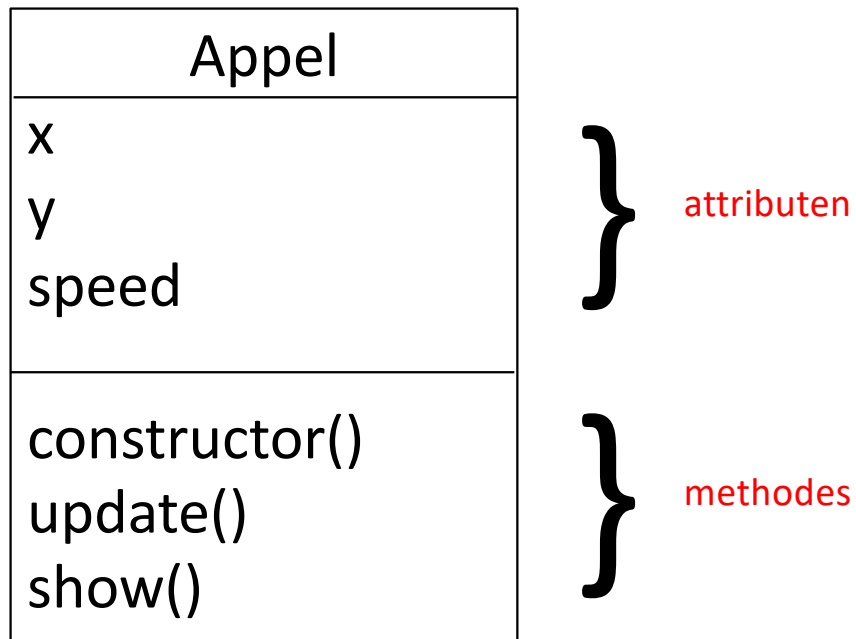 Appel
x
y
speed
}
attributen
constructor()
update()
show()
}
methodes